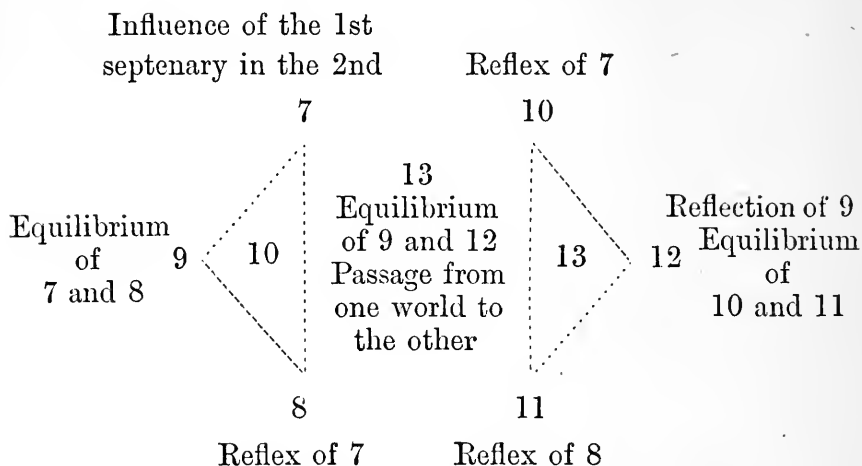 Influence of the 1st
septenary in the 2nd
7
Reflex of 7
10
Equilibrium
of
7 and 8
9
10
13
Equilibrium
of 9 and 12
Passage from
one world to
the other
13
12
Reflection of 9
Equilibrium
of
10 and 11
8
Reflex of 7
11
Reflex of 8